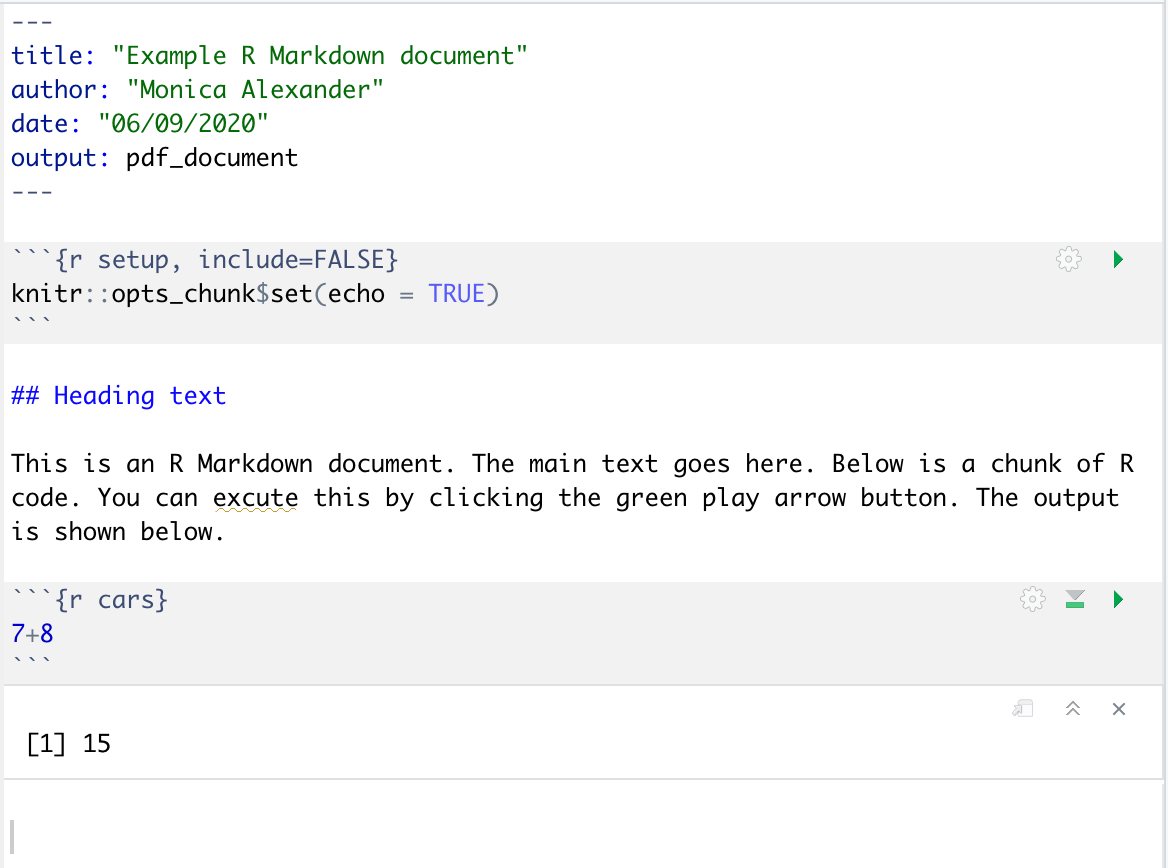 ---
title: "Example R Markdown document"
author: "Monica Alexander"
date: "06/09/2020"
output: pdf_document
---
```{r setup, include=FALSE}
knitr::opts_chunk$set(echo = TRUE)
```
## Heading text
This is an R Markdown document. The main text goes here. Below is a chunk of R
code. You can excute this by clicking the green play arrow button. The output
is shown below.
```{r cars}
7+8
```
[1] 15